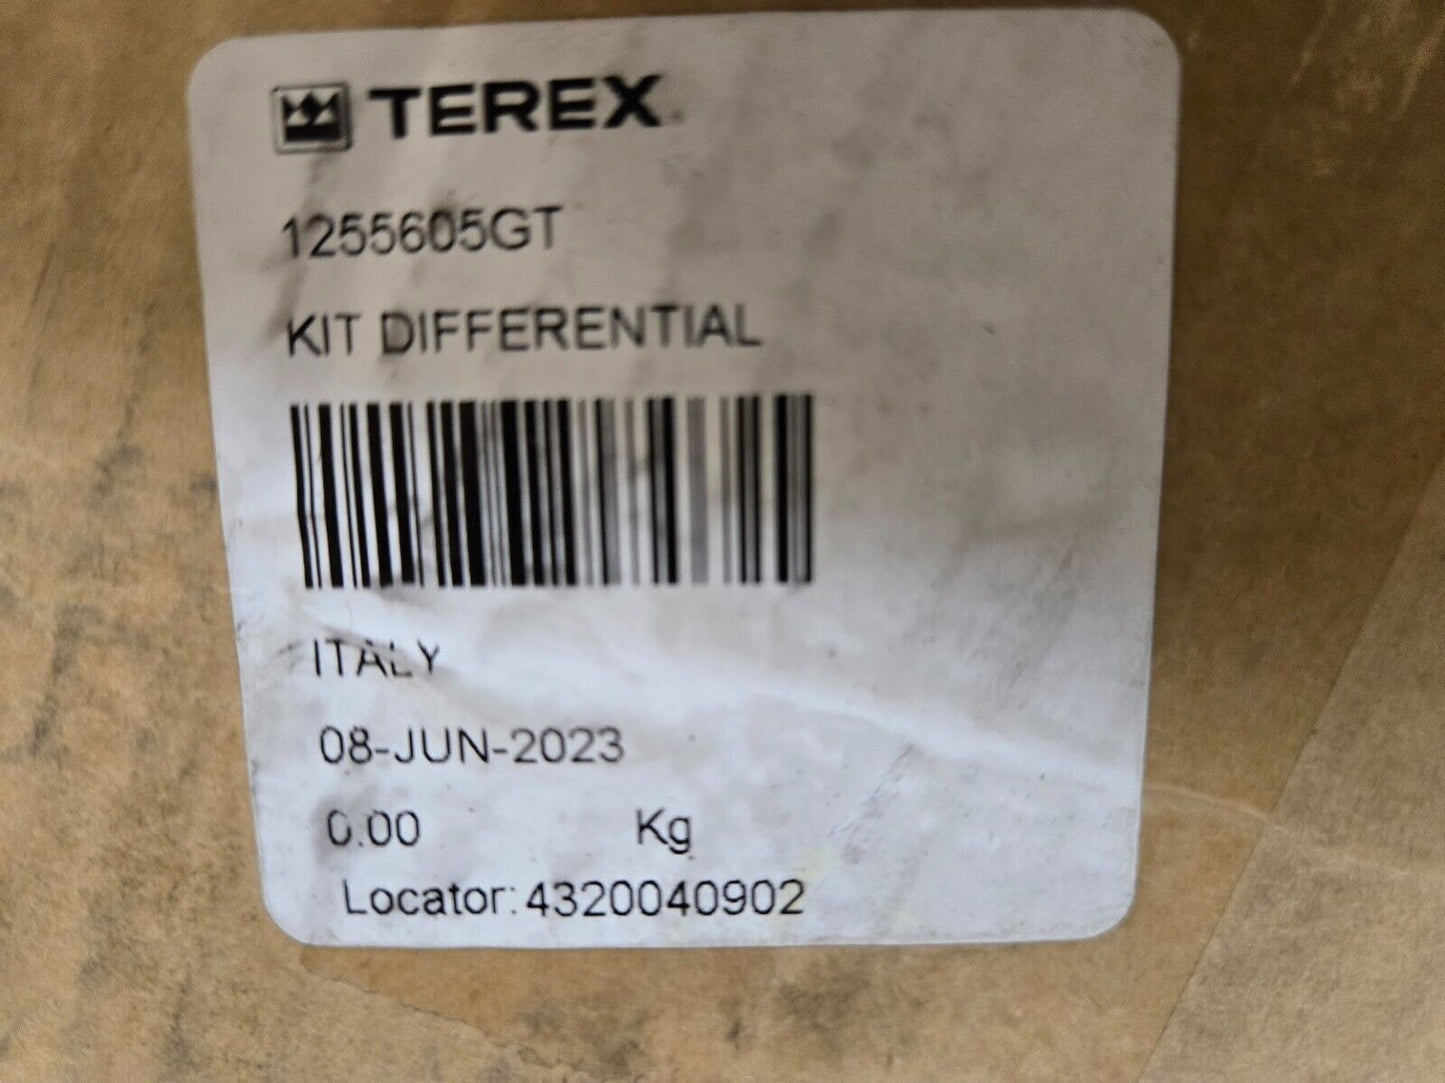 TEREX
1255605GT
KIT DIFFERENTIAL
ITALY
08-JUN-2023
0.00 Kg
Locator: 4320040902